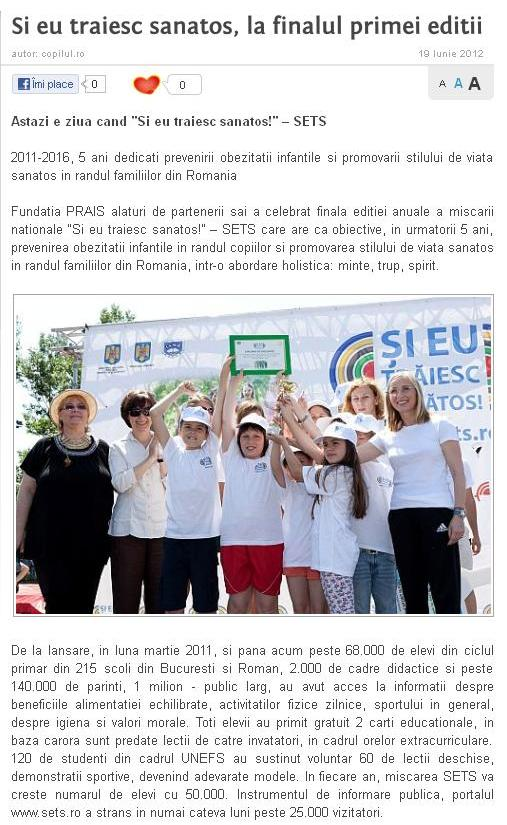 Si eu traiesc sanatos, la finalul primei editii
autor: copilul.ro 19 Iunie 2012
Îmi place 0 0 A A A
Astazi e ziua cand "Si eu traiesc sanatos!" – SETS
2011-2016, 5 ani dedicati prevenirii obezitatii infantile si promovarii stilului de viata
sanatos in randul familiilor din Romania
Fundatia PRAIS alaturi de partenerii sai a celebrat finala editiei anuale a miscarii
nationale "Si eu traiesc sanatos!" – SETS care are ca obiective, in urmatorii 5 ani,
prevenirea obezitatii infantile in randul copiilor si promovarea stilului de viata sanatos
in randul familiilor din Romania, intr-o abordare holistica: minte, trup, spirit.
ȘI EU
TRĂIESC
SĂNĂTOS!
ȘI EU
De la lansare, in luna martie 2011, si pana acum peste 68.000 de elevi din ciclul
primar din 215 scoli din Bucuresti si Roman, 2.000 de cadre didactice si peste
140.000 de parinti, 1 milion - public larg, au avut acces la informatii despre
beneficiile alimentatiei echilibrate, activitatilor fizice zilnice, sportului in general,
despre igiena si valori morale. Toti elevii au primit gratuit 2 carti educationale, in
baza carora sunt predate lectii de catre invatatori, in cadrul orelor extracurriculare.
120 de studenti din cadrul UNEFS au sustinut voluntar 60 de lectii deschise,
demonstratii sportive, devenind adevarate modele. In fiecare an, miscarea SETS va
creste numarul de elevi cu 50.000. Instrumentul de informare publica, portalul
www.sets.ro a strans in numai cateva luni peste 25.000 vizitatori.